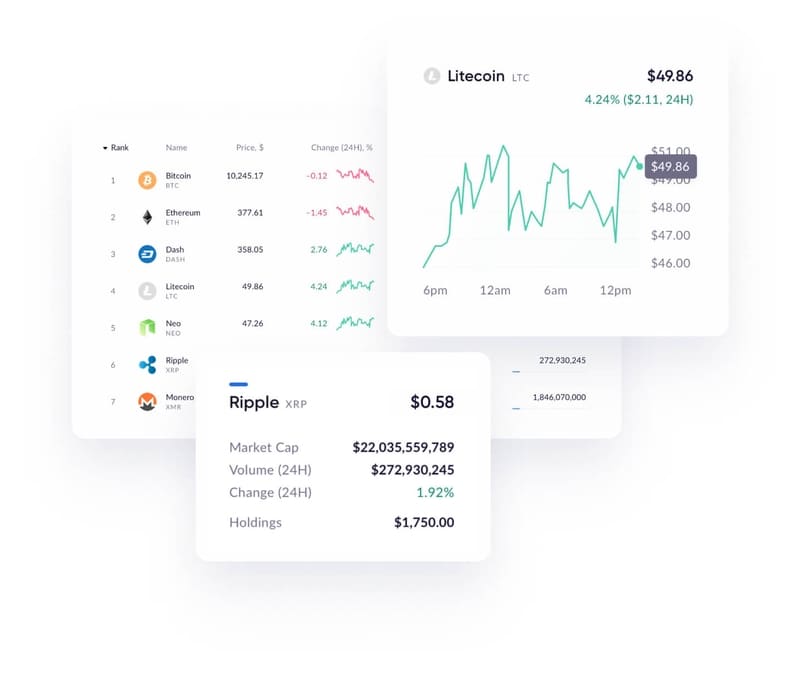 Litecoin LTC $49.86
4.24% ($2.11, 24H)
$51.00
$49.86
$49.00
$48.00
$47.00
$46.00
6pm 12am 6am 12pm
Rank Name Price, $ Change (24H), %
1 Bitcoin BTC 10,245.17 -0.12
2 Ethereum ETH 377.61 -1.45
3 Dash DASH 358.05 2.76
4 Litecoin LTC 49.86 4.24
5 Neo NEO 47.26 4.12
6 Ripple XRP 272,930,245
7 Monero XMR 1,846,070,000
Ripple XRP $0.58
Market Cap $22,035,559,789
Volume (24H) $272,930,245
Change (24H) 1.92%
Holdings $1,750.00